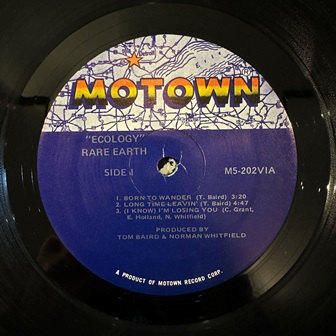 Detroit
MOTOWN
"ECOLOGY"
RARE EARTH
SIDE I M5-202VIA
1. BORN TO WANDER (T. Baird) 3:20
2. LONG TIME LEAVIN' (T. Baird) 4:47
3. (I KNOW) I'M LOSING YOU (C. Grant,
E. Holland, N. Whitfield)
PRODUCED BY
TOM BAIRD & NORMAN WHITFIELD
A PRODUCT OF MOTOWN RECORD CORP.